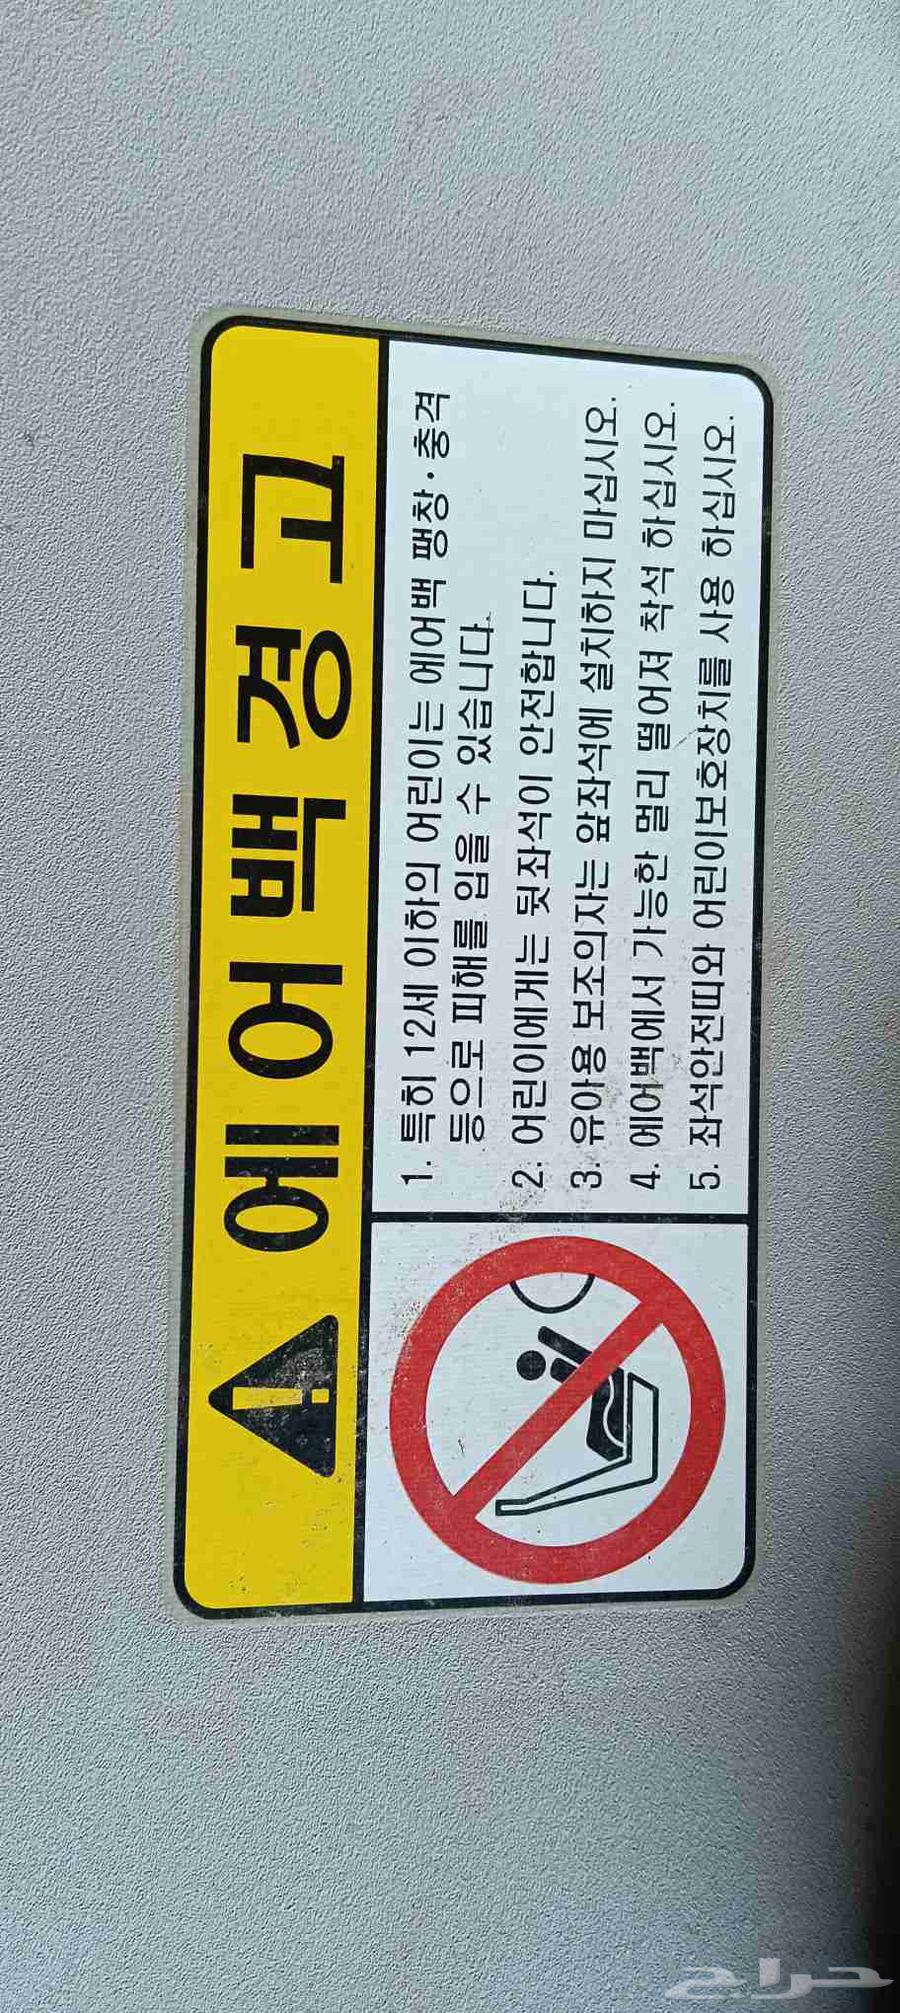 에어백 경고
1. 특히 12세 이하의 어린이는 에어백 팽창·충격
등으로 피해를 입을 수 있습니다.
2. 어린이에게는 뒷좌석이 안전합니다.
3. 유아용 보조의자는 앞좌석에 설치하지 마십시오.
4. 에어백에서 가능한 멀리 떨어져 착석 하십시오.
5. 좌석안전띠와 어린이보호장치를 사용 하십시오.
حراج